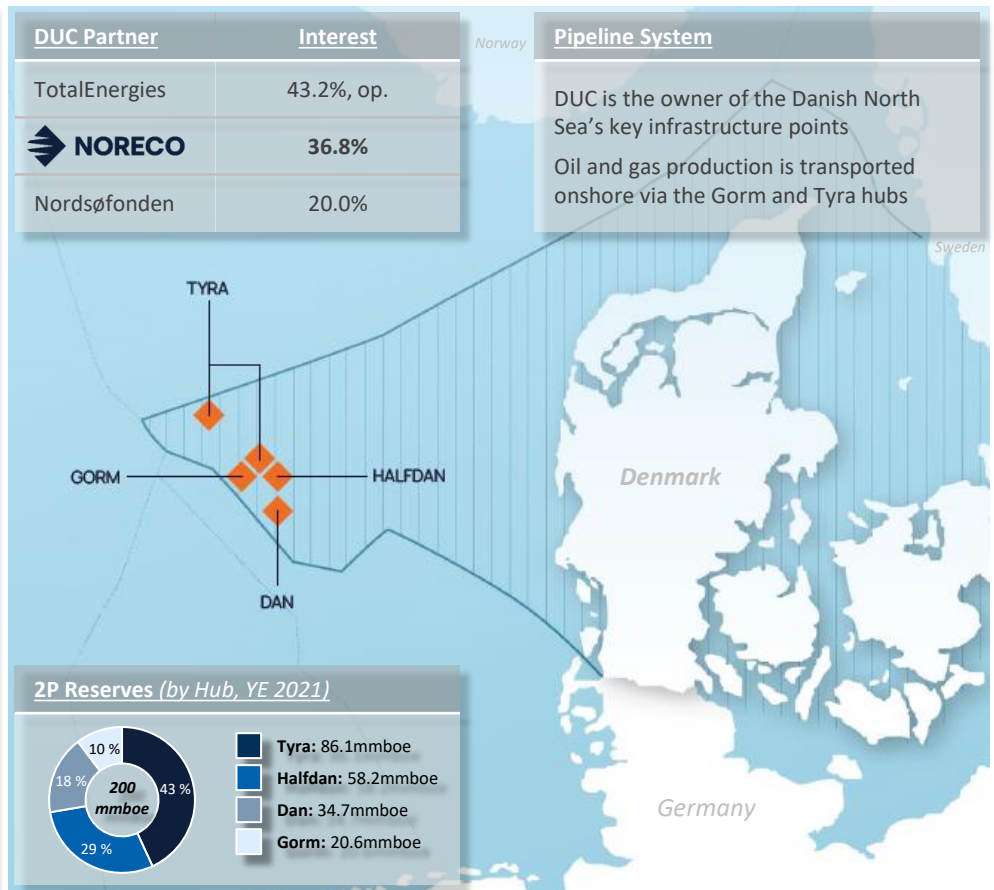 DUC Partner Interest
TotalEnergies 43.2%, op.
NORECO 36.8%
Nordsøfonden 20.0%
Norway
Pipeline System
DUC is the owner of the Danish North
Sea's key infrastructure points
Oil and gas production is transported
onshore via the Gorm and Tyra hubs
Sweden
TYRA
GORM
HALFDAN
DAN
Denmark
Germany
2P Reserves (by Hub, YE 2021)
10 %
18 %
43 %
29 %
200
mmboe
Tyra: 86.1mmboe
Halfdan: 58.2mmboe
Dan: 34.7mmboe
Gorm: 20.6mmboe